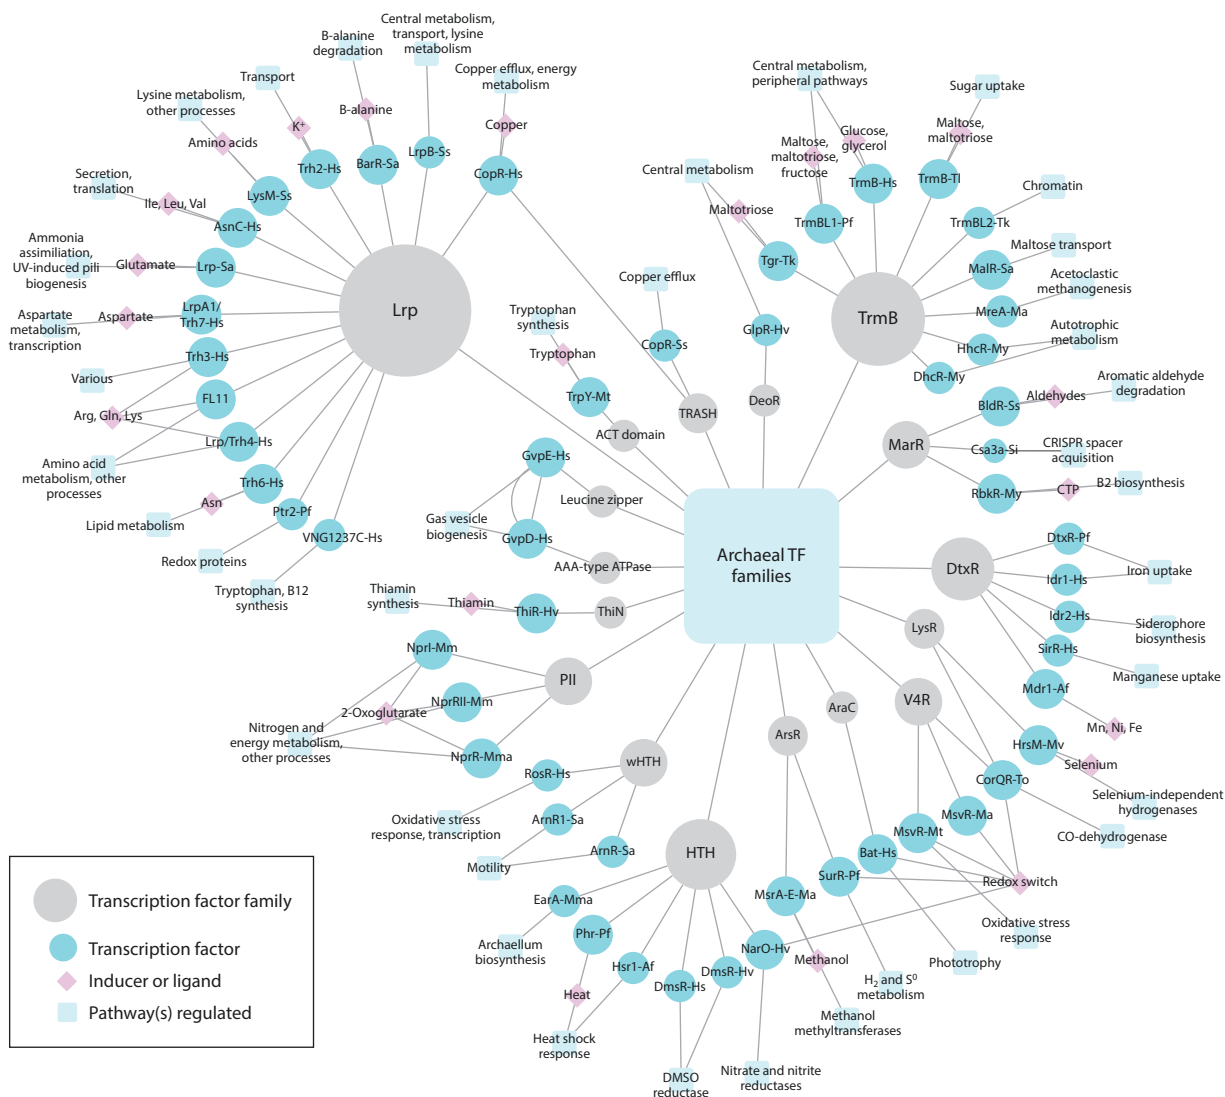 Central metabolism,
transport, lysine
metabolism
Β-alanine
degradation
Transport
Copper efflux, energy
metabolism
Lysine metabolism,
other processes
Β-alanine
K⁺
Copper
Amino acids
LrpB-Ss
BarR-Sa
Trh2-Hs
CopR-Hs
LysM-Ss
Secretion,
translation
Ile, Leu, Val
AsnC-Hs
Ammonia
assimiliation,
UV-induced pili
biogenesis
Glutamate
Lrp-Sa
Aspartate
metabolism,
transcription
Aspartate
LrpA1/
Trh7-Hs
Lrp
Trh3-Hs
Various
FL11
Arg, Gln, Lys
Lrp/Trh4-Hs
Amino acid
metabolism, other
processes
Trh6-Hs
Asn
Lipid metabolism
Ptr2-Pf
VNG1237C-Hs
Redox proteins
Tryptophan, B12
synthesis
Central metabolism,
peripheral pathways
Sugar uptake
Maltose,
maltotriose
Glucose,
glycerol
Maltose,
maltotriose,
fructose
Central metabolism
TrmB-Hs
TrmB-Tl
Chromatin
Maltotriose
TrmBL1-Pf
TrmBL2-Tk
Maltose transport
Tgr-Tk
MalR-Sa
Acetoclastic
methanogenesis
Copper efflux
TrmB
MreA-Ma
Autotrophic
metabolism
Tryptophan
synthesis
CopR-Ss
GlpR-Hv
HhcR-My
Tryptophan
DhcR-My
TrpY-Mt
TRASH
DeoR
ACT domain
Aromatic aldehyde
degradation
Aldehydes
BldR-Ss
MarR
Csa3a-Si
CRISPR spacer
acquisition
RbkR-My
CTP
B2 biosynthesis
GvpE-Hs
Leucine zipper
Gas vesicle
biogenesis
GvpD-Hs
AAA-type ATPase
Archaeal TF
families
DtxR
DtxR-Pf
Idr1-Hs
Iron uptake
Idr2-Hs
Siderophore
biosynthesis
SirR-Hs
Manganese uptake
Mdr1-Af
Mn, Ni, Fe
Thiamin
synthesis
Thiamin
ThiR-Hv
ThiN
LysR
NprI-Mm
PII
NprRII-Mm
2-Oxoglutarate
Nitrogen and
energy metabolism,
other processes
NprR-Mma
V4R
AraC
ArsR
HrsM-Mv
Selenium
Selenium-independent
hydrogenases
CorQR-To
CO-dehydrogenase
wHTH
RosR-Hs
Oxidative stress
response, transcription
ArnR1-Sa
ArnR-Sa
Motility
MsvR-Ma
MsvR-Mt
Bat-Hs
SurR-Pf
Redox switch
HTH
MsrA-E-Ma
EarA-Mma
Phr-Pf
Archaellum
biosynthesis
Hsr1-Af
DmsR-Hs
DmsR-Hv
NarO-Hv
Methanol
Oxidative stress
response
Phototrophy
H₂ and S⁰
metabolism
Heat
Methanol
methyltransferases
Heat shock
response
DMSO
reductase
Nitrate and nitrite
reductases
Transcription factor family
Transcription factor
Inducer or ligand
Pathway(s) regulated